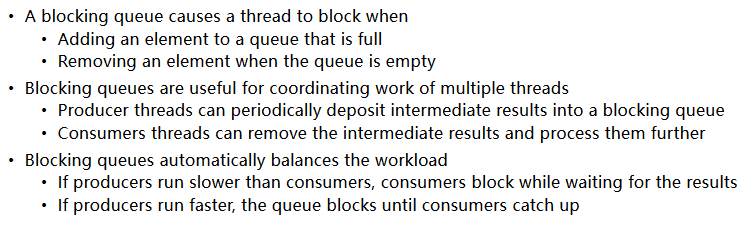 • A blocking queue causes a thread to block when
• Adding an element to a queue that is full
• Removing an element when the queue is empty
• Blocking queues are useful for coordinating work of multiple threads
• Producer threads can periodically deposit intermediate results into a blocking queue
• Consumers threads can remove the intermediate results and process them further
• Blocking queues automatically balances the workload
• If producers run slower than consumers, consumers block while waiting for the results
• If producers run faster, the queue blocks until consumers catch up